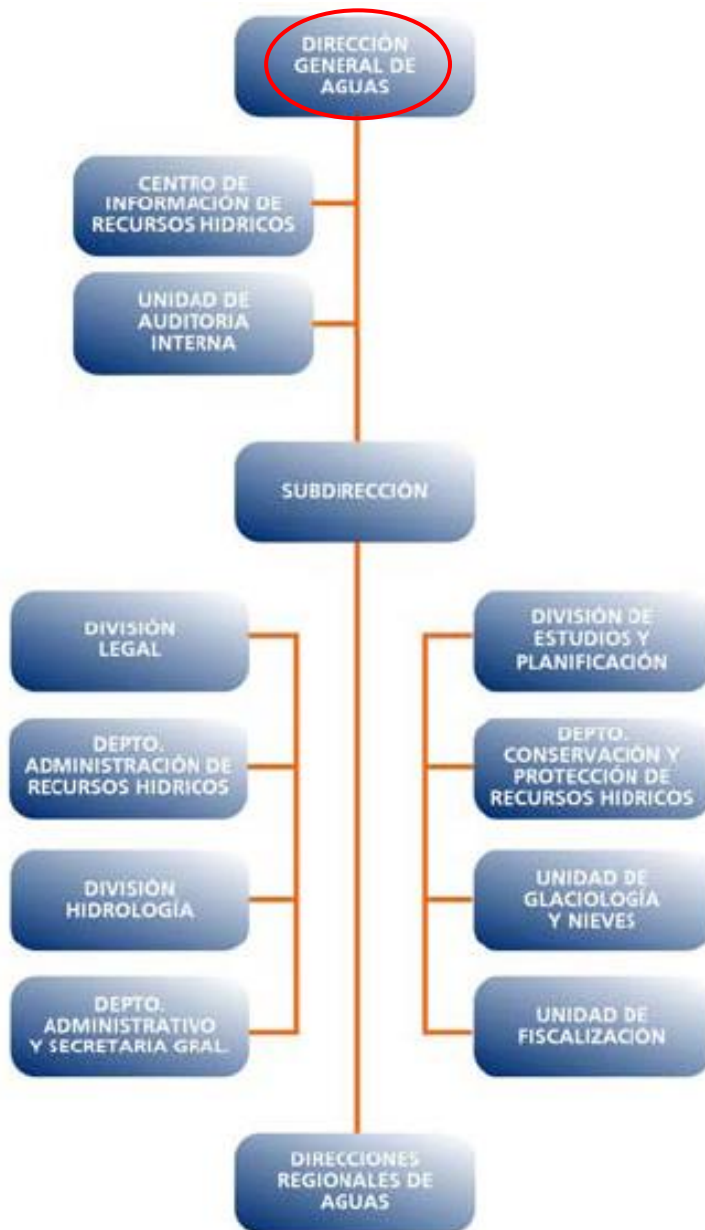 DIRECCIÓN
GENERAL DE
AGUAS
CENTRO DE
INFORMACIÓN DE
RECURSOS HIDRICOS
UNIDAD DE
AUDITORIA
INTERNA
SUBDIRECCIÓN
DIVISIÓN
LEGAL
DEPTO.
ADMINISTRACIÓN DE
RECURSOS HIDRICOS
DIVISIÓN
HIDROLOGÍA
DEPTO.
ADMINISTRATIVO
Y SECRETARIA GRAL.
DIVISIÓN DE
ESTUDIOS Y
PLANIFICACIÓN
DEPTO.
CONSERVACIÓN Y
PROTECCIÓN DE
RECURSOS HIDRICOS
UNIDAD DE
GLACIOLOGÍA
Y NIEVES
UNIDAD DE
FISCALIZACIÓN
DIRECCIONES
REGIONALES DE
AGUAS